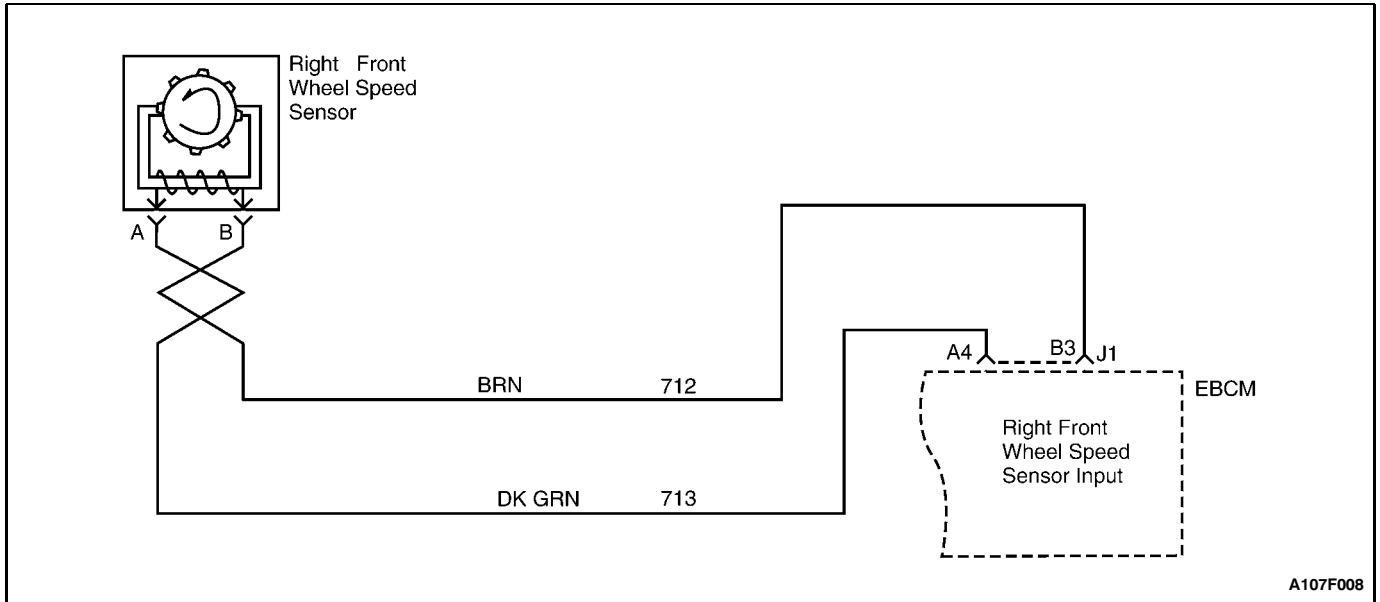 Right Front
Wheel Speed
Sensor
A
B
A4
B3
J1
BRN 712
EBCM
Right Front
Wheel Speed
Sensor Input
DK GRN 713
A107F008